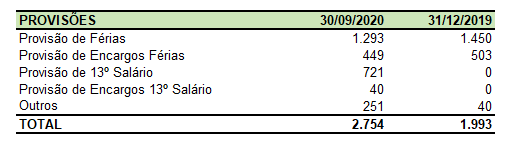 PROVISÕES 30/09/2020 31/12/2019
Provisão de Férias 1.293 1.450
Provisão de Encargos Férias 449 503
Provisão de 13º Salário 721 0
Provisão de Encargos 13º Salário 40 0
Outros 251 40
TOTAL 2.754 1.993